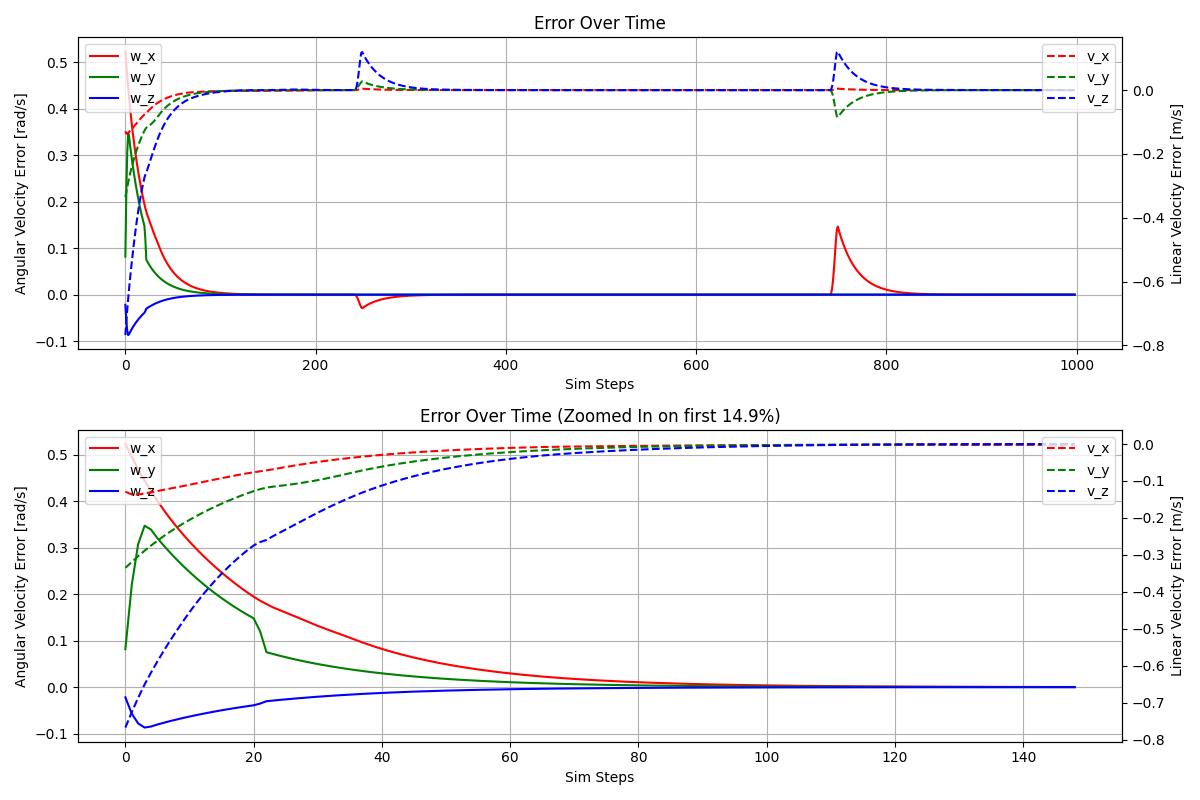 Error Over Time
Angular Velocity Error [rad/s]
0.5
0.4
0.3
0.2
0.1
0.0
−0.1
w_x
w_y
w_z
v_x
v_y
v_z
0.0
−0.2
−0.4
−0.6
−0.8
Linear Velocity Error [m/s]
0 200 400 600 800 1000
Sim Steps
Error Over Time (Zoomed In on first 14.9%)
Angular Velocity Error [rad/s]
0.5
0.4
0.3
0.2
0.1
0.0
−0.1
w_x
w_y
w_z
v_x
v_y
v_z
0.0
−0.1
−0.2
−0.3
−0.4
−0.5
−0.6
−0.7
−0.8
Linear Velocity Error [m/s]
0 20 40 60 80 100 120 140
Sim Steps